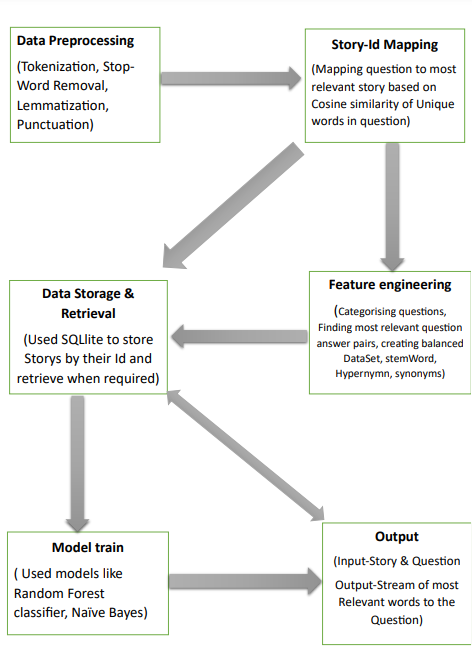 Data Preprocessing
(Tokenization, Stop-
Word Removal,
Lemmatization,
Punctuation)
Story-Id Mapping
(Mapping question to most
relevant story based on
Cosine similarity of Unique
words in question)
Data Storage &
Retrieval
(Used SQLlite to store
Storys by their Id and
retrieve when required)
Feature engineering
(Categorising questions,
Finding most relevant question
answer pairs, creating balanced
DataSet, stemWord,
Hypernymn, synonyms)
Model train
( Used models like
Random Forest
classifier, Naïve Bayes)
Output
(Input-Story & Question
Output-Stream of most
Relevant words to the
Question)